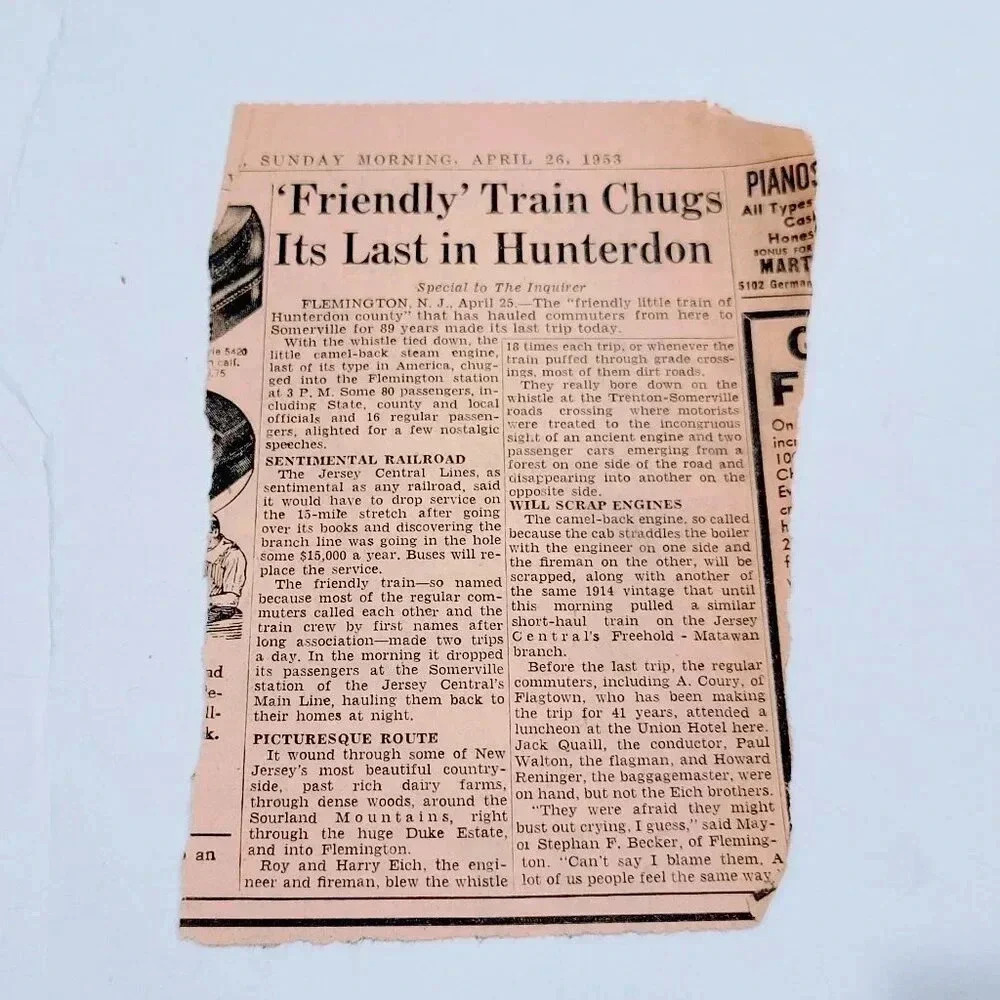 SUNDAY MORNING, APRIL 26, 1953
'Friendly' Train Chugs
Its Last in Hunterdon
Special to The Inquirer
FLEMINGTON, N. J., April 25.—The "friendly little train of
Hunterdon county" that has hauled commuters from here to
Somerville for 89 years made its last trip today.
With the whistle tied down, the
little camel-back steam engine,
last of its type in America, chug-
ged into the Flemington station
at 3 P. M. Some 80 passengers, in-
cluding State, county and local
officials and 16 regular passen-
gers, alighted for a few nostalgic
speeches.
SENTIMENTAL RAILROAD
The Jersey Central Lines, as
sentimental as any railroad, said
it would have to drop service on
the 15-mile stretch after going
over its books and discovering the
branch line was going in the hole
some $15,000 a year. Buses will re-
place the service.
The friendly train—so named
because most of the regular com-
muters called each other and the
train crew by first names after
long association—made two trips
a day. In the morning it dropped
its passengers at the Somerville
station of the Jersey Central's
Main Line, hauling them back to
their homes at night.
PICTURESQUE ROUTE
It wound through some of New
Jersey's most beautiful country-
side, past rich dairy farms,
through dense woods, around the
Sourland Mountains, right
through the huge Duke Estate,
and into Flemington.
Roy and Harry Eich, the engi-
neer and fireman, blew the whistle
18 times each trip, or whenever the
train puffed through grade cross-
ings, most of them dirt roads.
They really bore down on the
whistle at the Trenton-Somerville
roads crossing where motorists
were treated to the incongruous
sight of an ancient engine and two
passenger cars emerging from a
forest on one side of the road and
disappearing into another on the
opposite side.
WILL SCRAP ENGINES
The camel-back engine, so called
because the cab straddles the boiler
with the engineer on one side and
the fireman on the other, will be
scrapped, along with another of
the same 1914 vintage that until
this morning pulled a similar
short-haul train on the Jersey
Central's Freehold - Matawan
branch.
Before the last trip, the regular
commuters, including A. Coury, of
Flagtown, who has been making
the trip for 41 years, attended a
luncheon at the Union Hotel here.
Jack Quaill, the conductor, Paul
Walton, the flagman, and Howard
Reninger, the baggagemaster, were
on hand, but not the Eich brothers.
"They were afraid they might
bust out crying, I guess," said May-
or Stephan F. Becker, of Fleming-
ton. "Can't say I blame them. A
lot of us people feel the same way
PIANOS
All Types
Cas
Hones
BONUS FOR
MART
5102 German
G
F
On
inc
5420
calf.
.75
nd
e-
ll-
k.
an